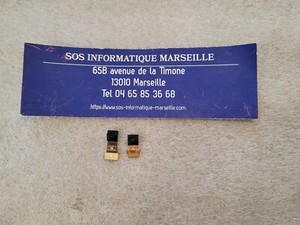 SOS INFORMATIQUE MARSEILLE
65B avenue de la Timone
13010 Marseille
Tel 04 65 85 36 68
https://www.sos-informatique-marseille.com/